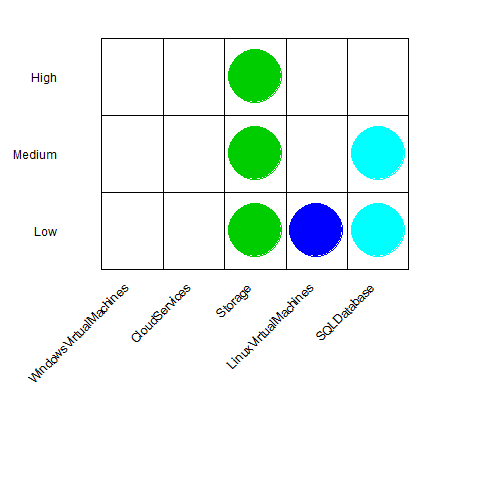 High
Medium
Low
WindowsVirtualMachines
CloudServices
Storage
LinuxVirtualMachines
SQLDatabase